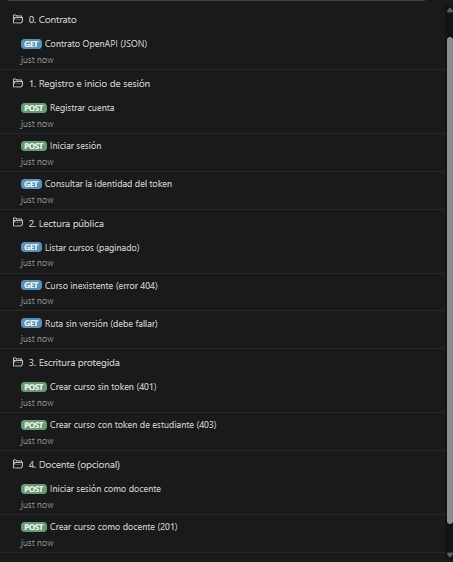 0. Contrato
GET Contrato OpenAPI (JSON)
just now
1. Registro e inicio de sesión
POST Registrar cuenta
just now
POST Iniciar sesión
just now
GET Consultar la identidad del token
just now
2. Lectura pública
GET Listar cursos (paginado)
just now
GET Curso inexistente (error 404)
just now
GET Ruta sin versión (debe fallar)
just now
3. Escritura protegida
POST Crear curso sin token (401)
just now
POST Crear curso con token de estudiante (403)
just now
4. Docente (opcional)
POST Iniciar sesión como docente
just now
POST Crear curso como docente (201)
just now